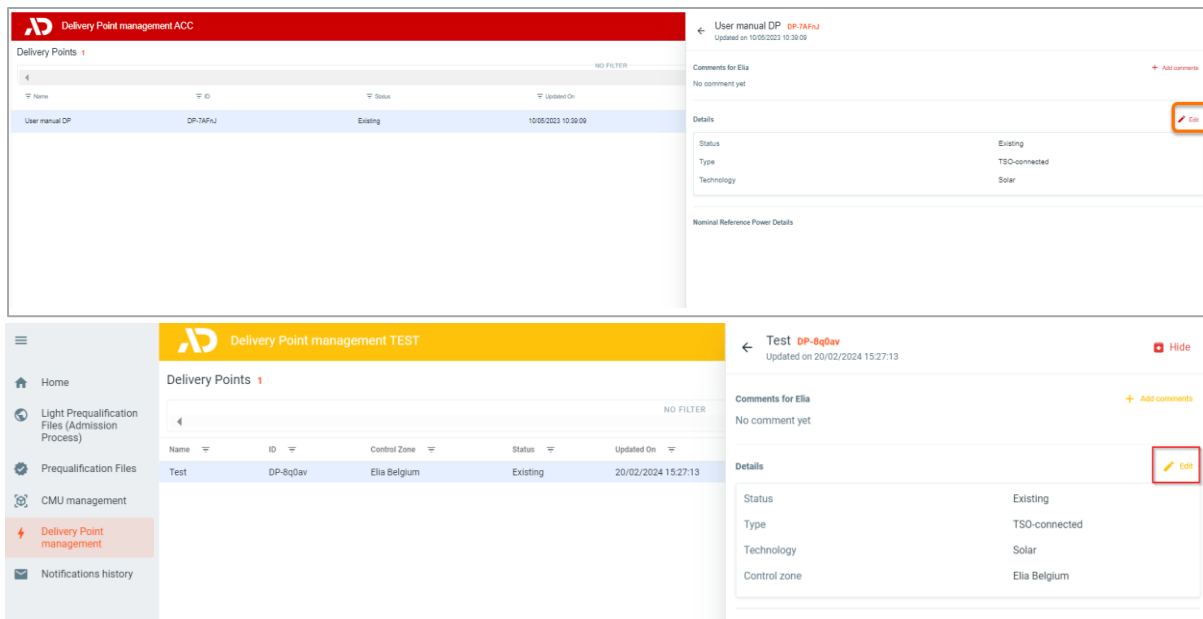 Delivery Point management ACC
Delivery Points 1
NO FILTER
Name ID Status Updated On
User manual DP DP-7AFnJ Existing 10/05/2023 10:39:09
User manual DP DP-7AFnJ
Updated on 10/05/2023 10:39:09
Comments for Elia + Add comments
No comment yet
Details Edit
Status Existing
Type TSO-connected
Technology Solar
Nominal Reference Power Details
Home
Light Prequalification
Files (Admission
Process)
Prequalification Files
CMU management
Delivery Point
management
Notifications history
Delivery Point management TEST
Delivery Points 1
NO FILTER
Name ID Control Zone Status Updated On
Test DP-8q0av Elia Belgium Existing 20/02/2024 15:27:13
Test DP-8q0av
Updated on 20/02/2024 15:27:13
Hide
Comments for Elia + Add comments
No comment yet
Details Edit
Status Existing
Type TSO-connected
Technology Solar
Control zone Elia Belgium